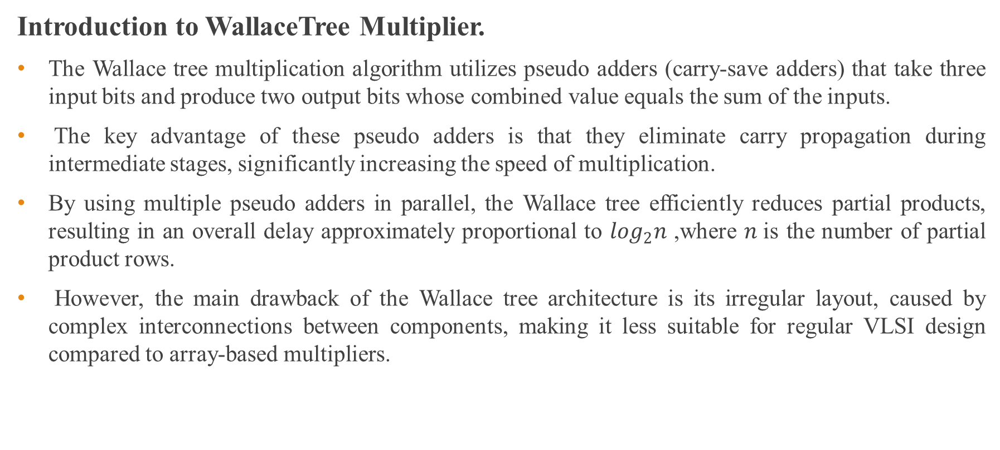 Introduction to WallaceTree Multiplier.
• The Wallace tree multiplication algorithm utilizes pseudo adders (carry-save adders) that take three
input bits and produce two output bits whose combined value equals the sum of the inputs.
• The key advantage of these pseudo adders is that they eliminate carry propagation during
intermediate stages, significantly increasing the speed of multiplication.
• By using multiple pseudo adders in parallel, the Wallace tree efficiently reduces partial products,
resulting in an overall delay approximately proportional to log₂n ,where n is the number of partial
product rows.
• However, the main drawback of the Wallace tree architecture is its irregular layout, caused by
complex interconnections between components, making it less suitable for regular VLSI design
compared to array-based multipliers.